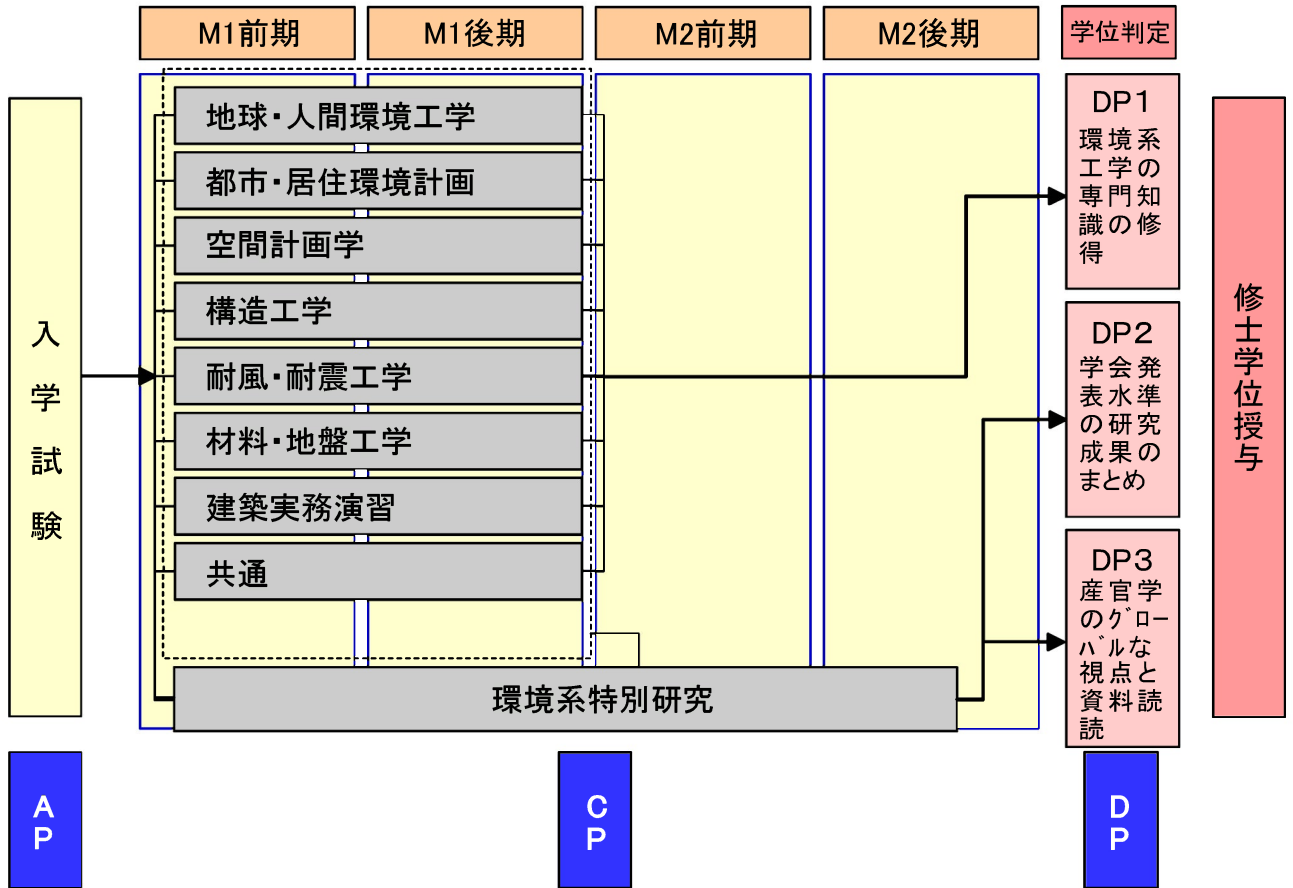 M1前期
M1後期
M2前期
M2後期
学位判定
入
学
試
験
地球・人間環境工学
都市・居住環境計画
空間計画学
構造工学
耐風・耐震工学
材料・地盤工学
建築実務演習
共通
環境系特別研究
DP1
環境系
工学の
専門知
識の修
得
DP2
学会発
表水準
の研究
成果の
まとめ
DP3
産官学
のグロー
バルな
視点と
資料読
読
修
士
学
位
授
与
A
P
C
P
D
P